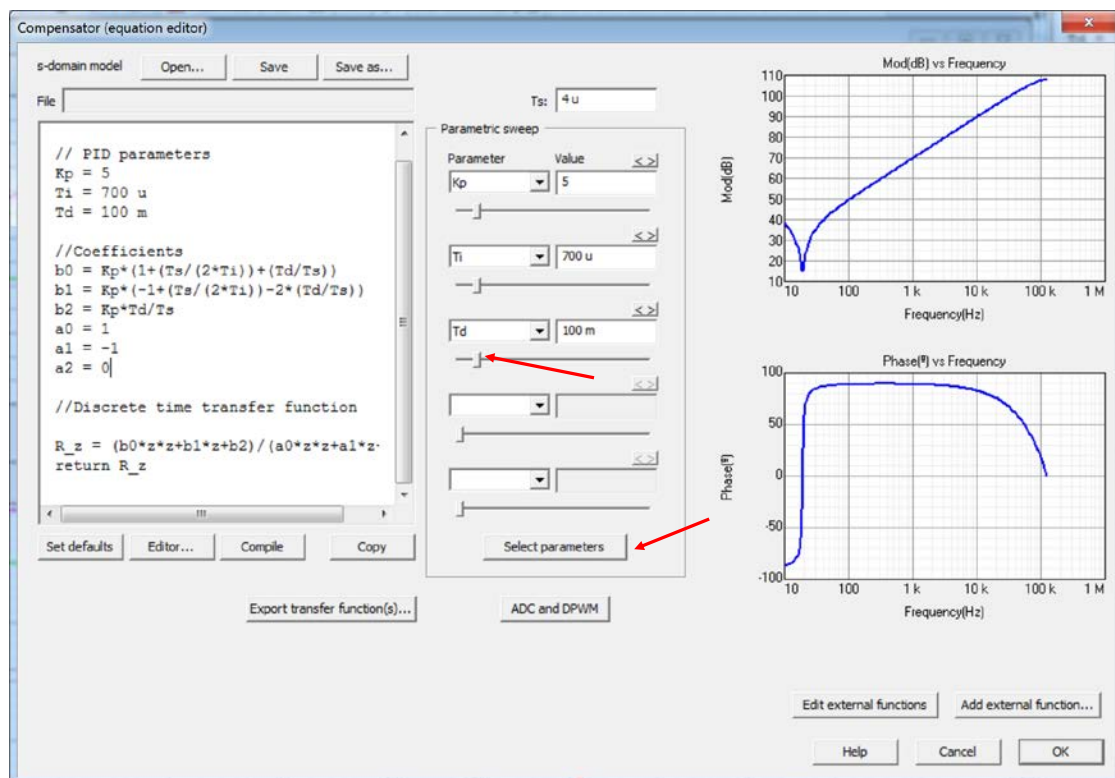 Compensator (equation editor)
s-domain model
Open...
Save
Save as...
File
Ts:
4 u
// PID parameters
Kp = 5
Ti = 700 u
Td = 100 m
//Coefficients
b0 = Kp*(1+(Ts/(2*Ti))+(Td/Ts))
b1 = Kp*(-1+(Ts/(2*Ti))-2*(Td/Ts))
b2 = Kp*Td/Ts
a0 = 1
a1 = -1
a2 = 0
//Discrete time transfer function
R_z = (b0*z*z+b1*z+b2)/(a0*z*z+a1*z-
return R_z
Set defaults
Editor...
Compile
Copy
Export transfer function(s)...
Parametric sweep
Parameter
Value
< >
Kp
5
< >
Ti
700 u
< >
Td
100 m
< >
< >
Select parameters
ADC and DPWM
Mod(dB) vs Frequency
Mod(dB)
110
100
90
80
70
60
50
40
30
20
10
10 100 1 k 10 k 100 k 1 M
Frequency(Hz)
Phase(º) vs Frequency
Phase(º)
100
50
0
-50
-100
10 100 1 k 10 k 100 k 1 M
Frequency(Hz)
Edit external functions
Add external function...
Help
Cancel
OK